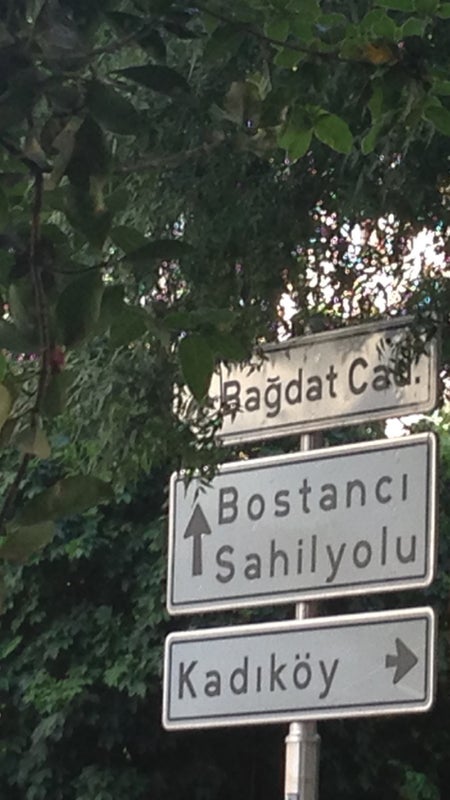 Bağdat Cad.
Bostancı
Sahilyolu
Kadıköy